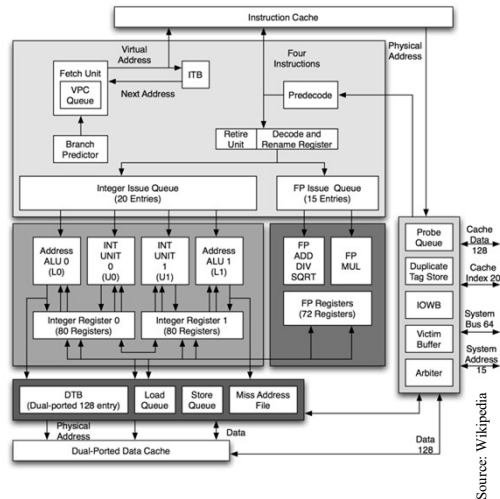 Instruction Cache
Virtual
Address
Four
Instructions
Physical
Address
Fetch Unit
VPC
Queue
ITB
Next Address
Predecode
Branch
Predictor
Retire
Unit
Decode and
Rename Register
Integer Issue Queue
(20 Entries)
FP Issue Queue
(15 Entries)
Address
ALU 0
(L0)
INT
UNIT
0
(U0)
INT
UNIT
1
(U1)
Address
ALU 1
(L1)
FP
ADD
DIV
SQRT
FP
MUL
Integer Register 0
(80 Registers)
Integer Register 1
(80 Registers)
FP Registers
(72 Registers)
Probe
Queue
Duplicate
Tag Store
IOWB
Victim
Buffer
Arbiter
Cache
Data
128
Cache
Index 20
System
Bus 64
System
Address
15
DTB
(Dual-ported 128 entry)
Load
Queue
Store
Queue
Miss Address
File
Physical
Address
Data
Dual-Ported Data Cache
Data
128
Source: Wikipedia